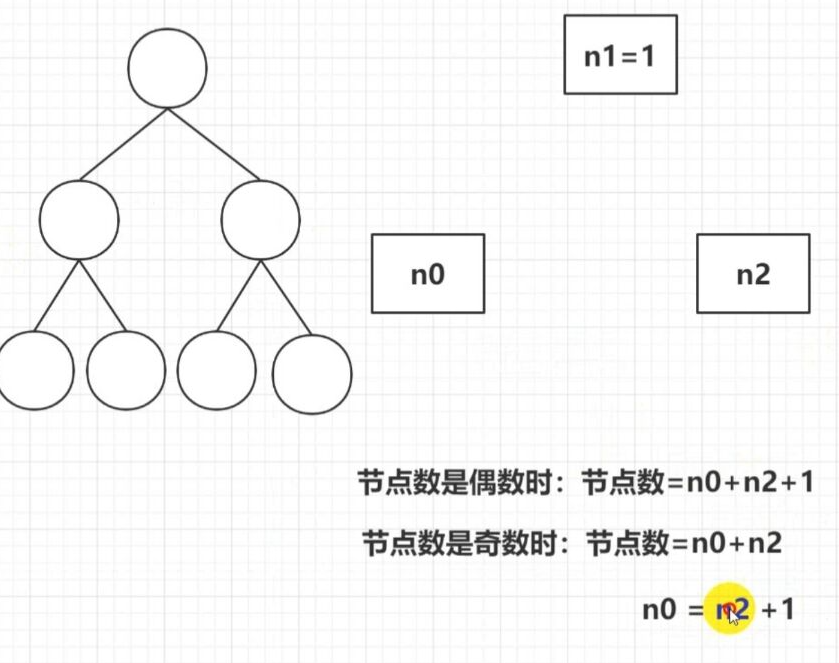 n1=1
n0
n2
节点数是偶数时：节点数=n0+n2+1
节点数是奇数时：节点数=n0+n2
n0 = n2 +1